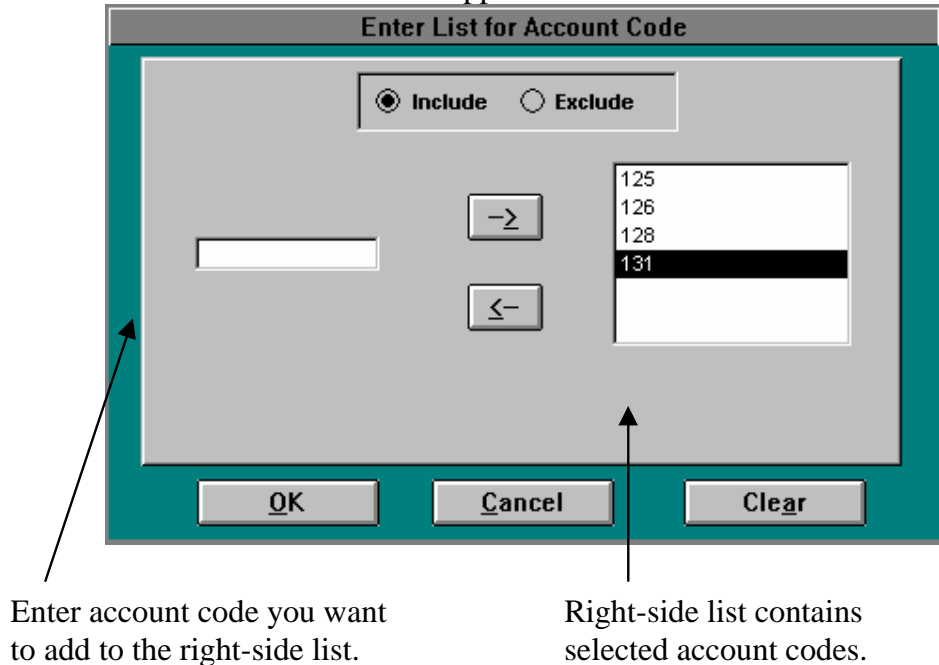 Enter List for Account Code
Include Exclude
125
126
128
131
->
<-
OK Cancel Clear
Enter account code you want
to add to the right-side list.
Right-side list contains
selected account codes.